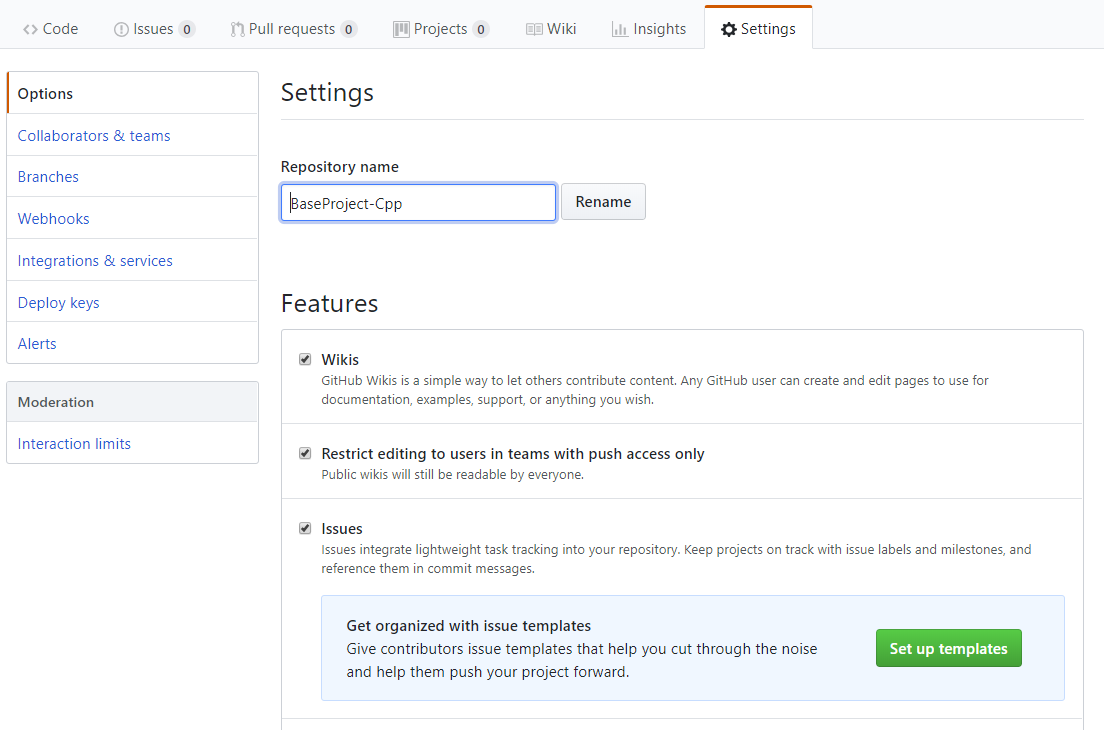 Code Issues 0 Pull requests 0 Projects 0 Wiki Insights Settings
Options
Collaborators & teams
Branches
Webhooks
Integrations & services
Deploy keys
Alerts
Moderation
Interaction limits
Settings
Repository name
BaseProject-Cpp Rename
Features
Wikis
GitHub Wikis is a simple way to let others contribute content. Any GitHub user can create and edit pages to use for
documentation, examples, support, or anything you wish.
Restrict editing to users in teams with push access only
Public wikis will still be readable by everyone.
Issues
Issues integrate lightweight task tracking into your repository. Keep projects on track with issue labels and milestones, and
reference them in commit messages.
Get organized with issue templates
Give contributors issue templates that help you cut through the noise
and help them push your project forward.
Set up templates